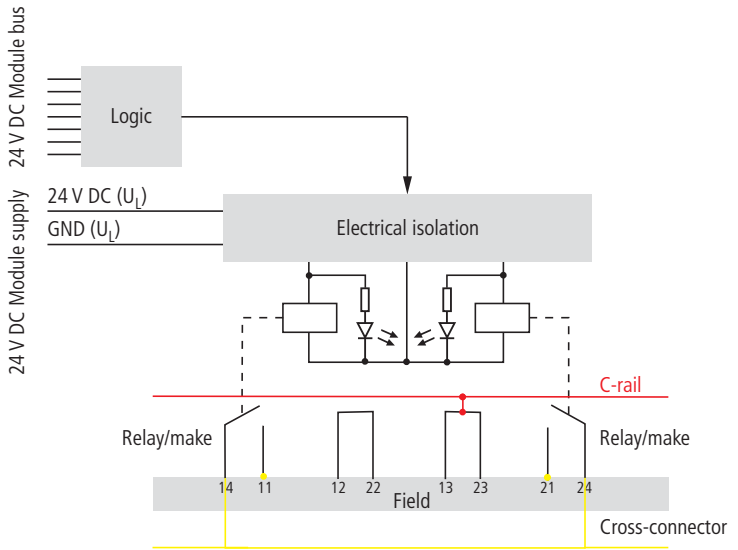 24 V DC Module bus
Logic
24 V DC Module supply
24 V DC (UL)
GND (UL)
Electrical isolation
C-rail
Relay/make
Relay/make
14 11 12 22 13 23 21 24
Field
Cross-connector